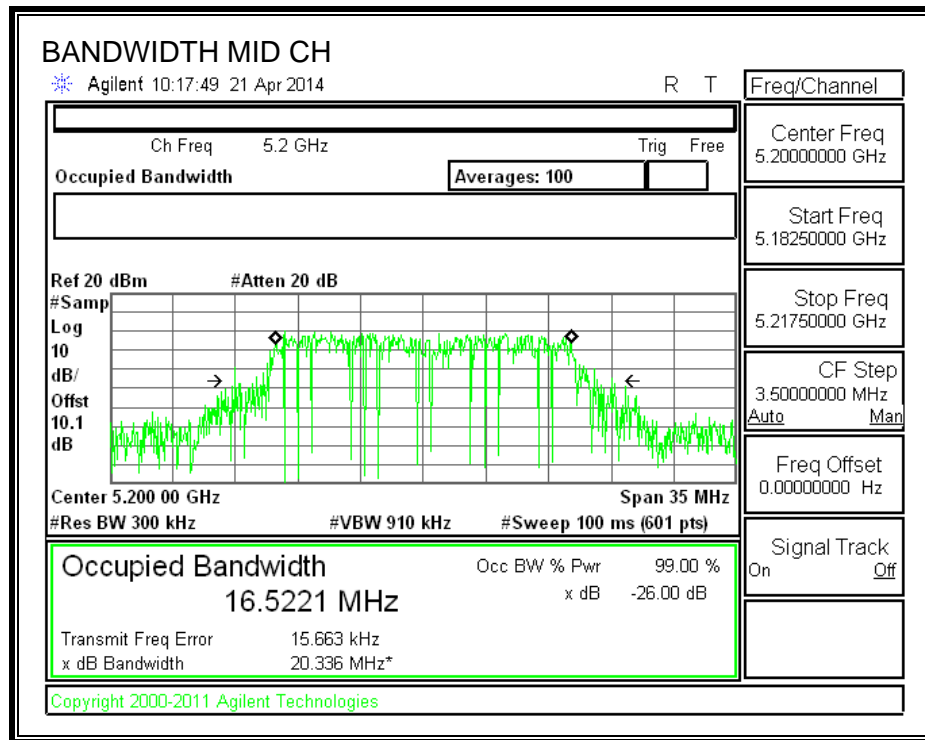 BANDWIDTH MID CH
Agilent 10:17:49 21 Apr 2014 R T
Freq/Channel
Ch Freq 5.2 GHz Trig Free
Occupied Bandwidth Averages: 100
Center Freq
5.20000000 GHz
Start Freq
5.18250000 GHz
Stop Freq
5.21750000 GHz
CF Step
3.50000000 MHz
Auto Man
Freq Offset
0.00000000 Hz
Signal Track
On Off
Ref 20 dBm #Atten 20 dB
#Samp
Log
10
dB/
Offst
10.1
dB
Center 5.200 00 GHz Span 35 MHz
#Res BW 300 kHz #VBW 910 kHz #Sweep 100 ms (601 pts)
Occupied Bandwidth Occ BW % Pwr 99.00 %
16.5221 MHz x dB -26.00 dB
Transmit Freq Error 15.663 kHz
x dB Bandwidth 20.336 MHz*
Copyright 2000-2011 Agilent Technologies